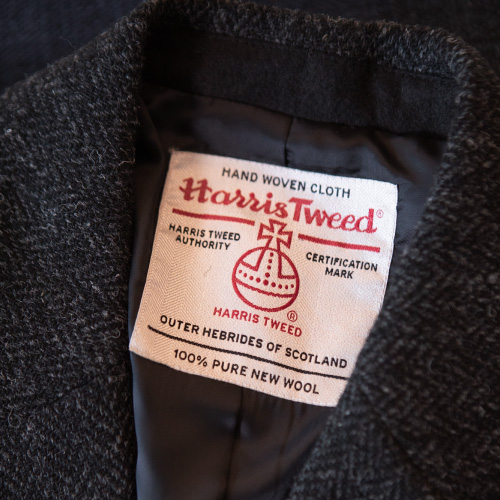 HAND WOVEN CLOTH
Harris Tweed®
HARRIS TWEED
AUTHORITY
CERTIFICATION
MARK
®
HARRIS TWEED
OUTER HEBRIDES OF SCOTLAND
100% PURE NEW WOOL